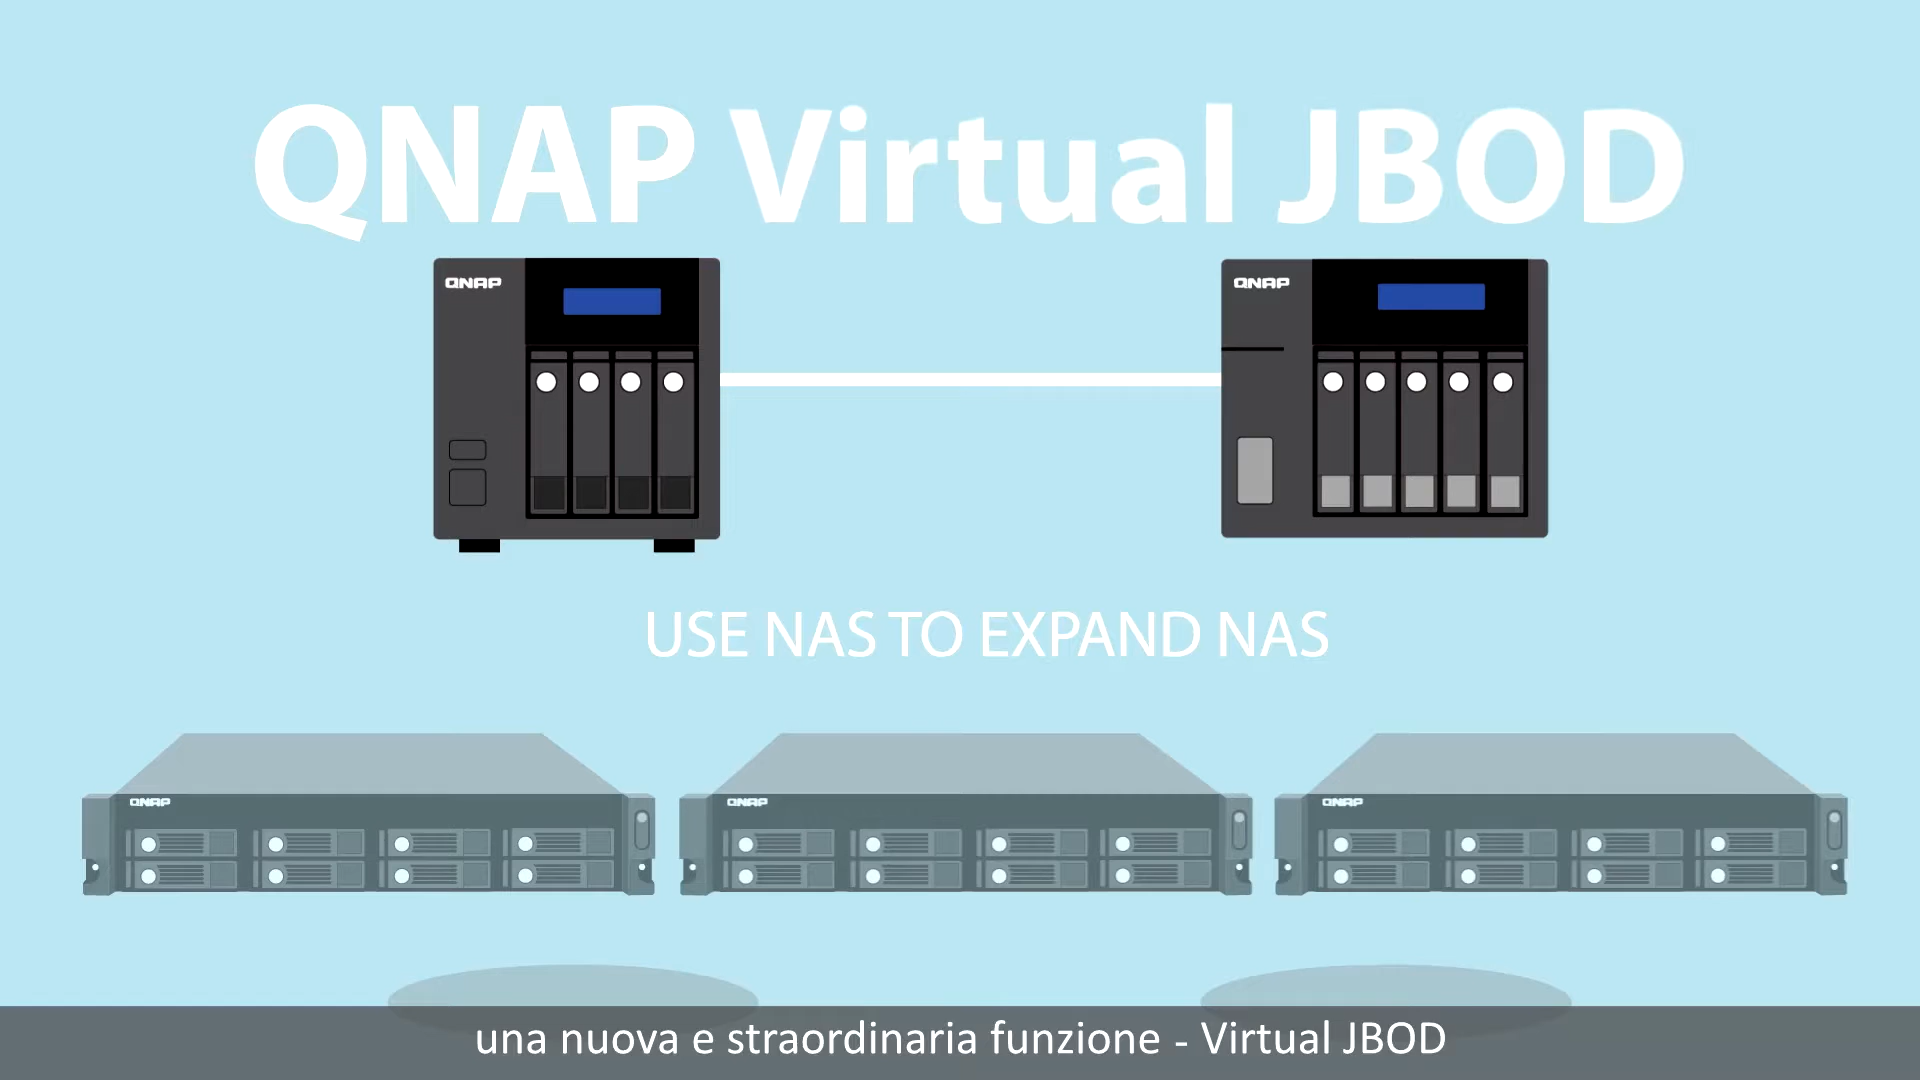 QNAP Virtual JBOD
QNAP
QNAP
USE NAS TO EXPAND NAS
QNAP
QNAP
QNAP
una nuova e straordinaria funzione - Virtual JBOD